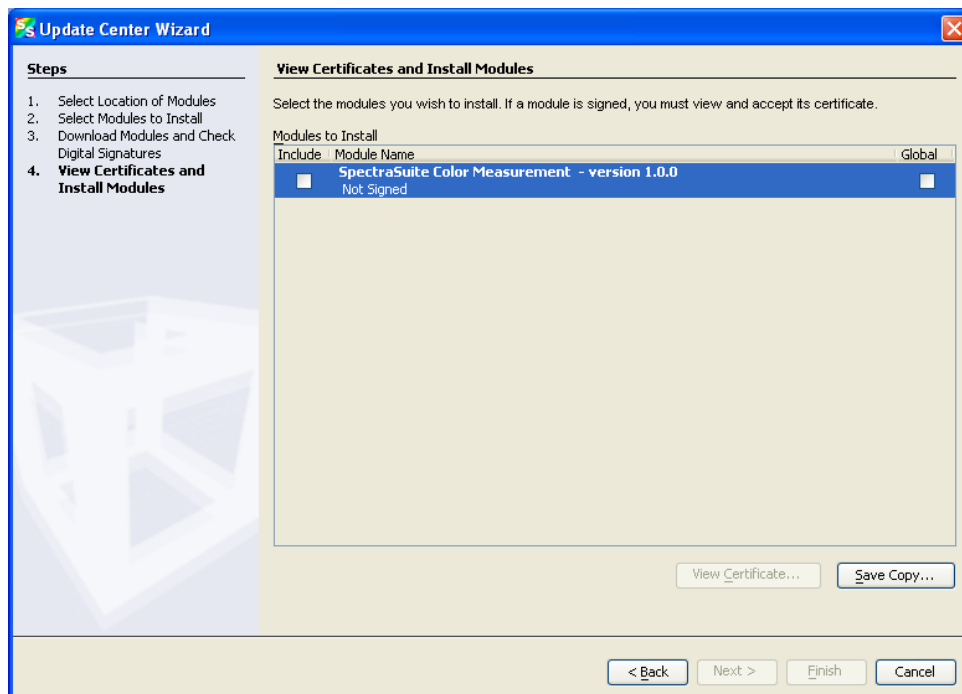 Update Center Wizard
Steps
1. Select Location of Modules
2. Select Modules to Install
3. Download Modules and Check
Digital Signatures
4. View Certificates and
Install Modules
View Certificates and Install Modules
Select the modules you wish to install. If a module is signed, you must view and accept its certificate.
Modules to Install
Include Module Name Global
SpectraSuite Color Measurement - version 1.0.0
Not Signed
View Certificate... Save Copy...
< Back Next > Finish Cancel